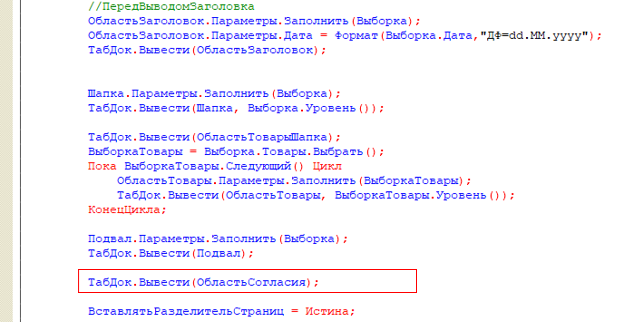 //ПередВыводомЗаголовка
ОбластьЗаголовок.Параметры.Заполнить(Выборка);
ОбластьЗаголовок.Параметры.Дата = Формат(Выборка.Дата,"ДФ=dd.MM.yyyy");
ТабДок.Вывести(ОбластьЗаголовок);
Шапка.Параметры.Заполнить(Выборка);
ТабДок.Вывести(Шапка, Выборка.Уровень());
ТабДок.Вывести(ОбластьТоварыШапка);
ВыборкаТовары = Выборка.Товары.Выбрать();
Пока ВыборкаТовары.Следующий() Цикл
ОбластьТовары.Параметры.Заполнить(ВыборкаТовары);
ТабДок.Вывести(ОбластьТовары, ВыборкаТовары.Уровень());
КонецЦикла;
Подвал.Параметры.Заполнить(Выборка);
ТабДок.Вывести(Подвал);
ТабДок.Вывести(ОбластьСогласия);
ВставлятьРазделительСтраниц = Истина;